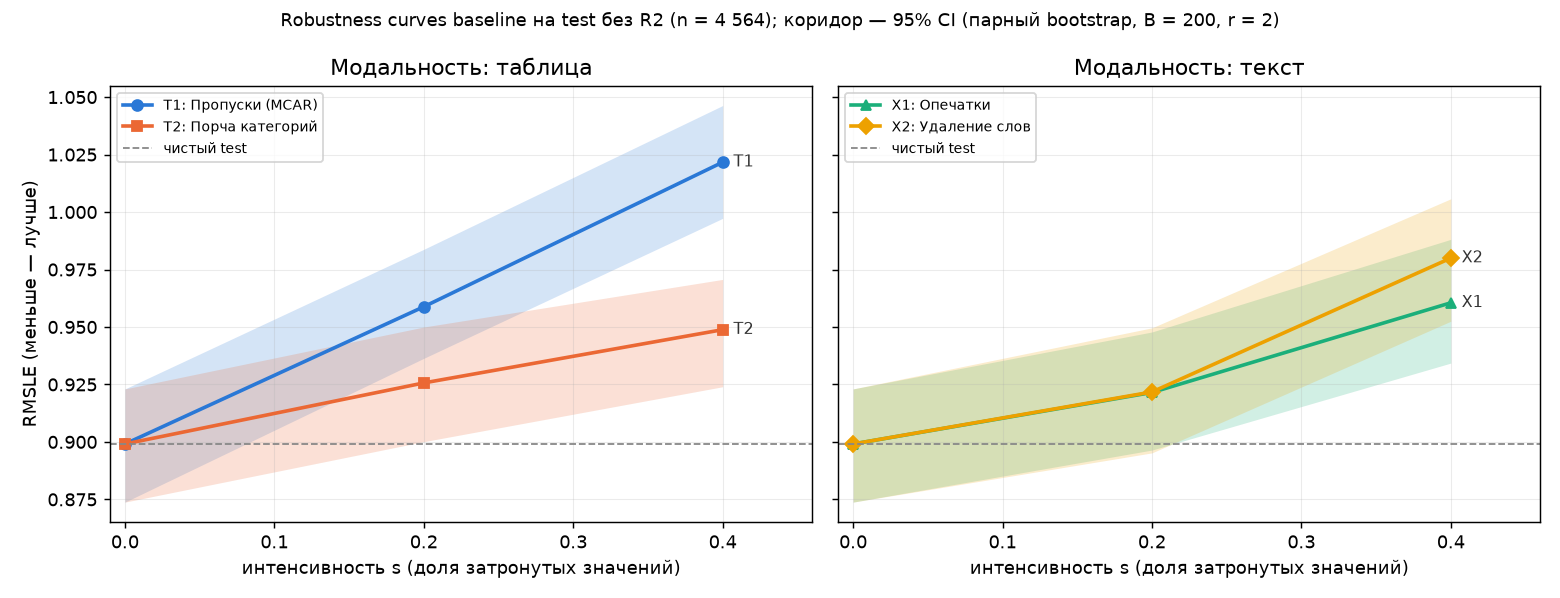 Robustness curves baseline на test без R2 (n = 4 564); коридор — 95% CI (парный bootstrap, B = 200, r = 2)
Модальность: таблица
T1: Пропуски (MCAR)
T2: Порча категорий
чистый test
RMSLE (меньше — лучше)
1.050
1.025
1.000
0.975
0.950
0.925
0.900
0.875
T1
T2
0.0 0.1 0.2 0.3 0.4
интенсивность s (доля затронутых значений)
Модальность: текст
X1: Опечатки
X2: Удаление слов
чистый test
X2
X1
0.0 0.1 0.2 0.3 0.4
интенсивность s (доля затронутых значений)